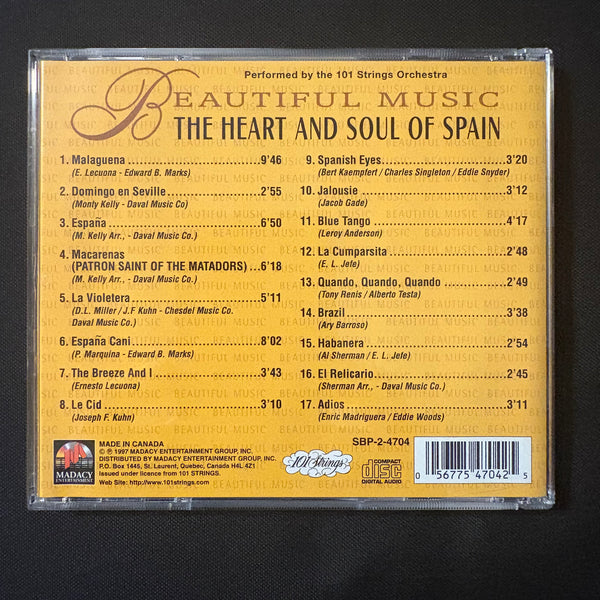 Performed by the 101 Strings Orchestra
BEAUTIFUL MUSIC
THE HEART AND SOUL OF SPAIN
1. Malaguena 9'46
(E. Lecuona - Edward B. Marks)
2. Domingo en Seville 2'55
(Monty Kelly - Daval Music Co)
3. España 6'50
(M. Kelly Arr., - Daval Music Co.)
4. Macarenas
(PATRON SAINT OF THE MATADORS) 6'18
(M. Kelly Arr., - Daval Music Co.)
5. La Violetera 5'11
(D.L. Miller / J.F Kuhn - Chesdel Music Co.
Daval Music Co.)
6. España Cani 8'02
(P. Marquina - Edward B. Marks)
7. The Breeze And I 3'43
(Ernesto Lecuona)
8. Le Cid 3'10
(Joseph F. Kuhn)
9. Spanish Eyes 3'20
(Bert Kaempfert / Charles Singleton / Eddie Snyder)
10. Jalousie 3'12
(Jacob Gade)
11. Blue Tango 4'17
(Leroy Anderson)
12. La Cumparsita 2'48
(E. L. Jefe)
13. Quando, Quando, Quando 2'49
(Tony Renis / Alberto Testa)
14. Brazil 3'38
(Ary Barroso)
15. Habanera 2'54
(Al Sherman / E. L. Jefe)
16. El Relicario 2'45
(Sherman Arr., - Daval Music Co.)
17. Adios 3'11
(Enric Madriguera / Eddie Woods)
MADACY
ENTERTAINMENT
MADE IN CANADA
© ℗ 1997 MADACY ENTERTAINMENT GROUP, INC.
DISTRIBUTED BY MADACY ENTERTAINMENT GROUP, INC.
P.O. Box 1445, St. Laurent, Quebec, Canada H4L 4Z1
Issued under licence from 101 STRINGS.
Web Site: http://www.101strings.com
101 Strings
COMPACT
disc
DIGITAL AUDIO
SBP-2-4704
0 56775 47042 5